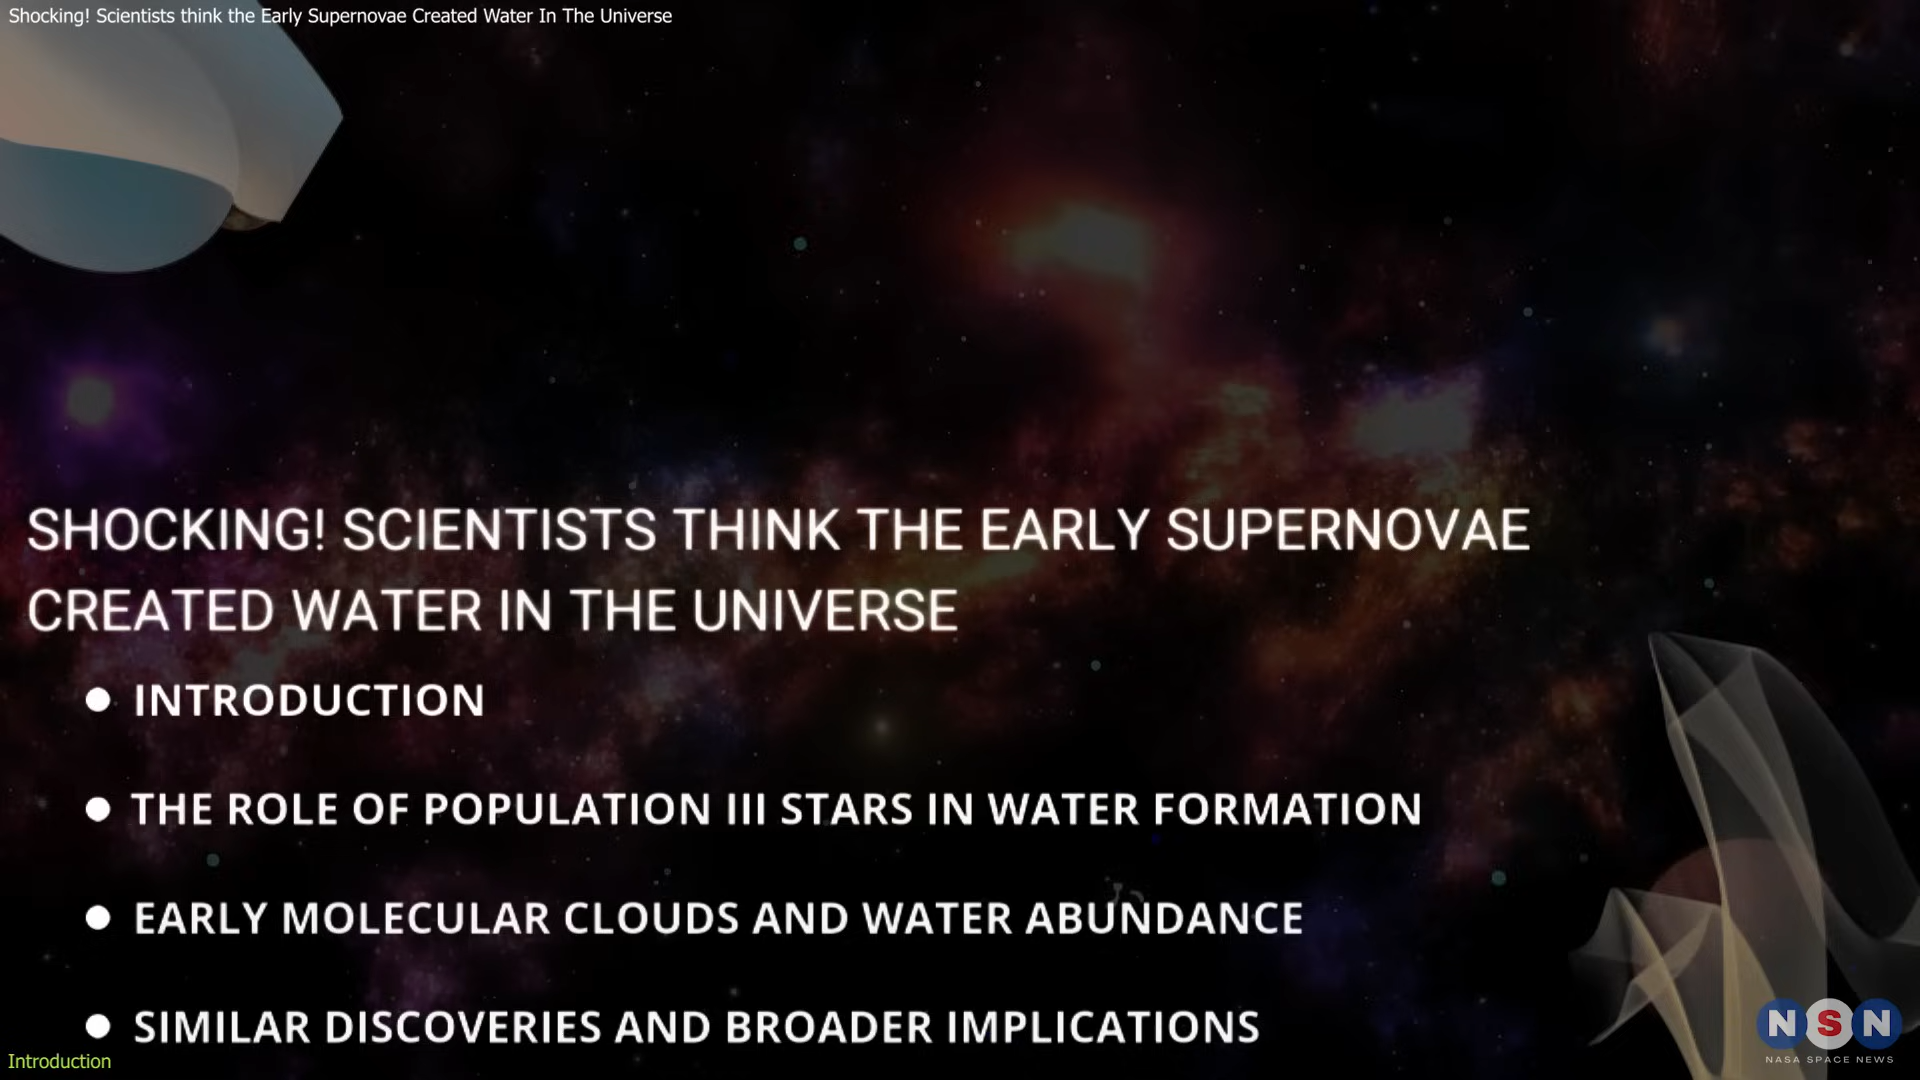 Shocking! Scientists think the Early Supernovae Created Water In The Universe
SHOCKING! SCIENTISTS THINK THE EARLY SUPERNOVAE
CREATED WATER IN THE UNIVERSE
● INTRODUCTION
● THE ROLE OF POPULATION III STARS IN WATER FORMATION
● EARLY MOLECULAR CLOUDS AND WATER ABUNDANCE
● SIMILAR DISCOVERIES AND BROADER IMPLICATIONS
Introduction
NSN
NASA SPACE NEWS